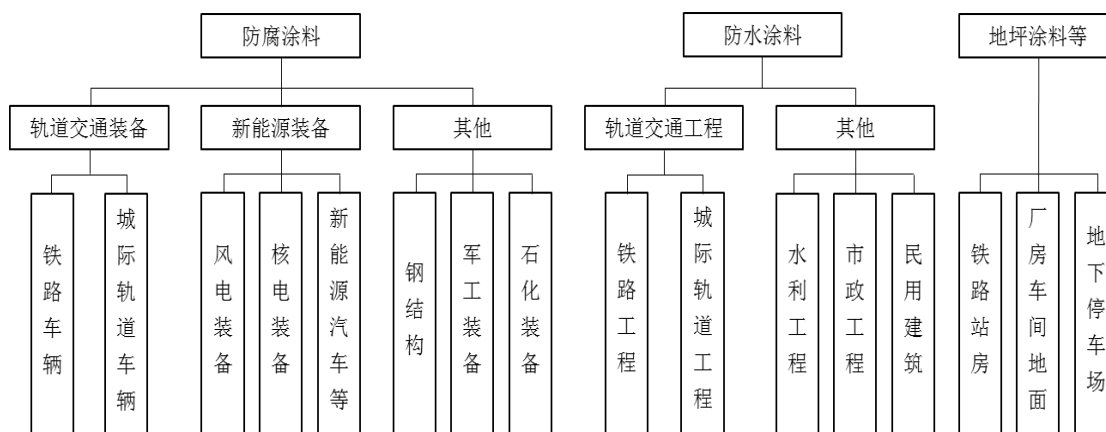 防腐涂料
防水涂料
地坪涂料等
轨道交通装备
新能源装备
其他
轨道交通工程
其他
铁路车辆
城际轨道车辆
风电装备
核电装备
新能源汽车等
钢结构
军工装备
石化装备
铁路工程
城际轨道工程
水利工程
市政工程
民用建筑
铁路站房
厂房车间地面
地下停车场